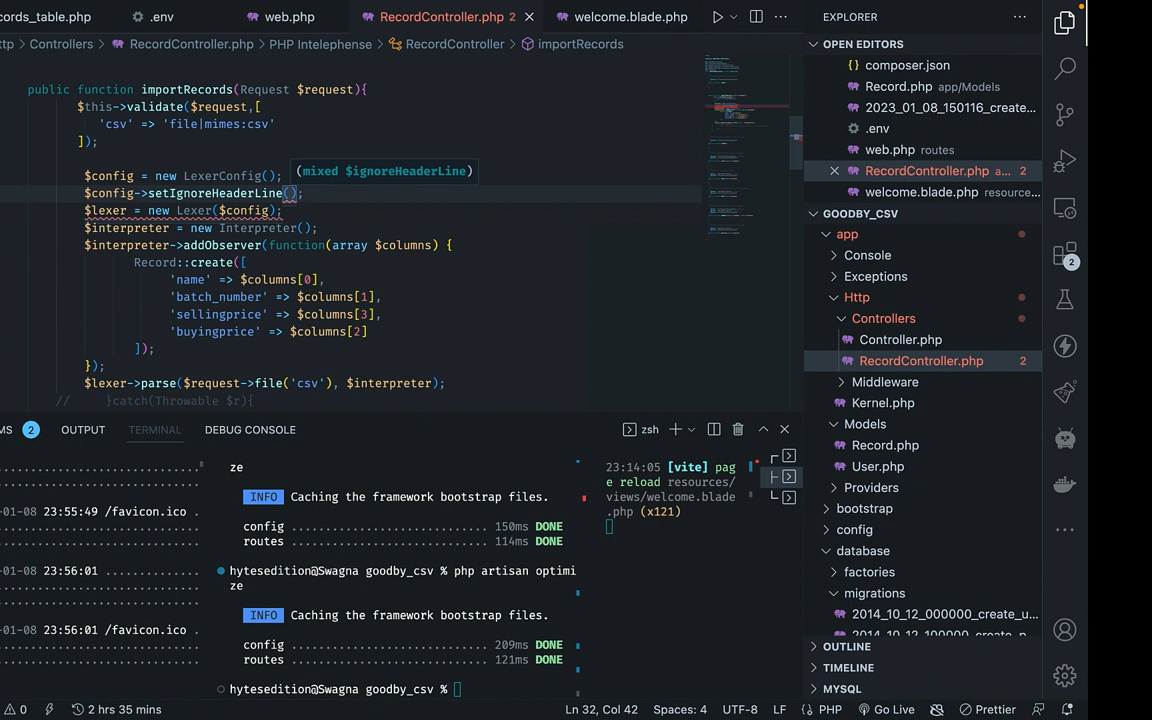 cords_table.php
.env
web.php
RecordController.php 2
welcome.blade.php
ttp > Controllers > RecordController.php > PHP Intelephense > RecordController > importRecords
public function importRecords(Request $request){
$this->validate($request,[
'csv' => 'file|mimes:csv'
]);
(mixed $ignoreHeaderLine)
$config = new LexerConfig();
$config->setIgnoreHeaderLine();
$lexer = new Lexer($config);
$interpreter = new Interpreter();
$interpreter->addObserver(function(array $columns) {
Record::create([
'name' => $columns[0],
'batch_number' => $columns[1],
'sellingprice' => $columns[3],
'buyingprice' => $columns[2]
]);
});
$lexer->parse($request->file('csv'), $interpreter);
// }catch(Throwable $r){
MS 2 OUTPUT TERMINAL DEBUG CONSOLE
zsh
..............................
..............................
-01-08 23:55:49 /favicon.ico .
..............................
-01-08 23:56:01 ..............
..............................
..............................
-01-08 23:56:01 /favicon.ico .
..............................
ze
INFO Caching the framework bootstrap files.
config ................................ 150ms DONE
routes ................................ 114ms DONE
hytesedition@Swagna goodby_csv % php artisan optimi
ze
INFO Caching the framework bootstrap files.
config ................................ 209ms DONE
routes ................................ 121ms DONE
hytesedition@Swagna goodby_csv %
23:14:05 [vite] pag
e reload resources/
views/welcome.blade
.php (x121)
EXPLORER
OPEN EDITORS
composer.json
Record.php app/Models
2023_01_08_150116_create...
.env
web.php routes
RecordController.php a... 2
welcome.blade.php resource...
GOODBY_CSV
app
Console
Exceptions
Http
Controllers
Controller.php
RecordController.php 2
Middleware
Kernel.php
Models
Record.php
User.php
Providers
bootstrap
config
database
factories
migrations
2014_10_12_000000_create_u...
2014_10_12_100000_create_p...
OUTLINE
TIMELINE
MYSQL
2
0
2 hrs 35 mins
Ln 32, Col 42
Spaces: 4
UTF-8
LF
PHP
Go Live
Prettier